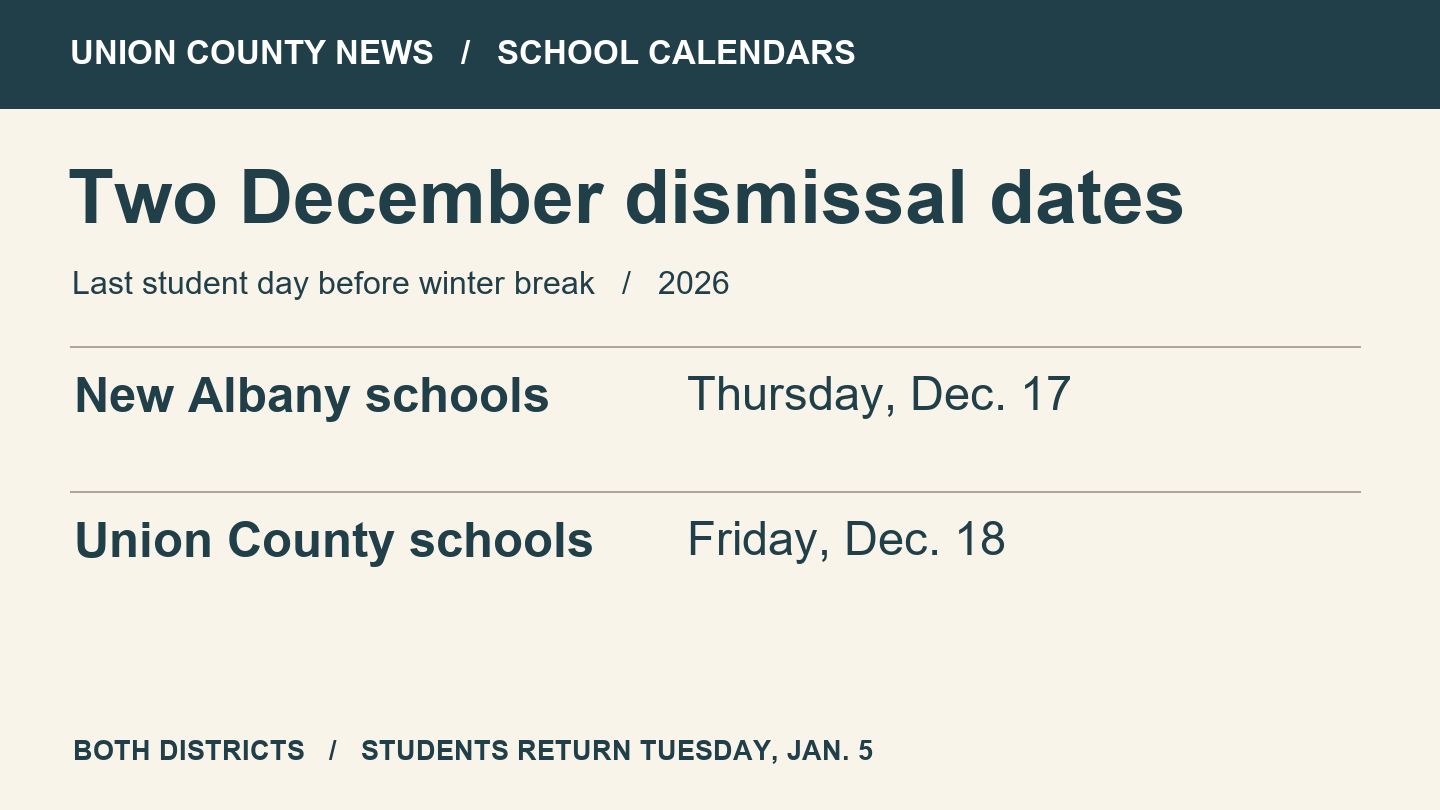 UNION COUNTY NEWS / SCHOOL CALENDARS
Two December dismissal dates
Last student day before winter break / 2026
New Albany schools Thursday, Dec. 17
Union County schools Friday, Dec. 18
BOTH DISTRICTS / STUDENTS RETURN TUESDAY, JAN. 5